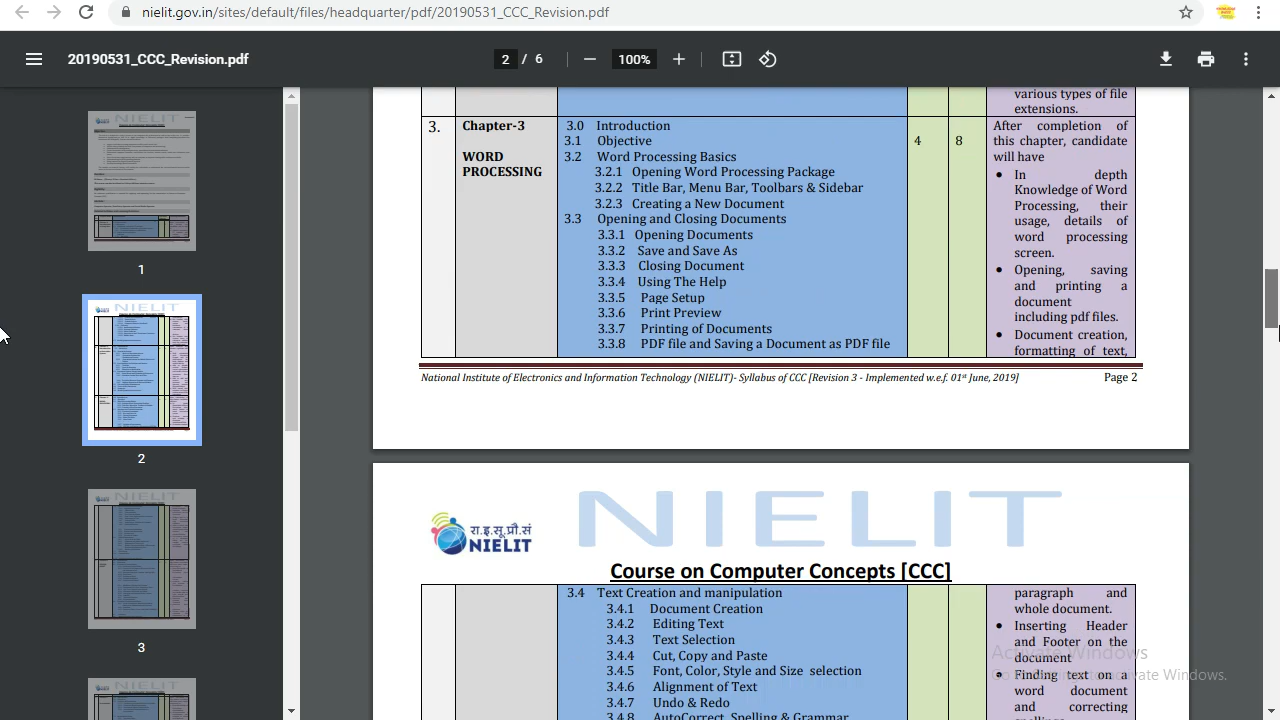 nielit.gov.in/sites/default/files/headquarter/pdf/20190531_CCC_Revision.pdf
20190531_CCC_Revision.pdf
2 / 6
100%
1
2
3
various types of file
extensions.
3.
Chapter-3
WORD
PROCESSING
3.0 Introduction
3.1 Objective
3.2 Word Processing Basics
3.2.1 Opening Word Processing Package
3.2.2 Title Bar, Menu Bar, Toolbars & Sidebar
3.2.3 Creating a New Document
3.3 Opening and Closing Documents
3.3.1 Opening Documents
3.3.2 Save and Save As
3.3.3 Closing Document
3.3.4 Using The Help
3.3.5 Page Setup
3.3.6 Print Preview
3.3.7 Printing of Documents
3.3.8 PDF file and Saving a Document as PDF file
4
8
After completion of
this chapter, candidate
will have
• In depth
Knowledge of Word
Processing, their
usage, details of
word processing
screen.
• Opening, saving
and printing a
document
including pdf files.
• Document creation,
formatting of text,
National Institute of Electronics and Information Technology (NIELIT)- Syllabus of CCC [Revision 3 - Implemented w.e.f. 01st June, 2019]
Page 2
NIELIT
रा.इ.सू.प्रौ.सं
NIELIT
Course on Computer Concepts [CCC]
3.4 Text Creation and manipulation
3.4.1 Document Creation
3.4.2 Editing Text
3.4.3 Text Selection
3.4.4 Cut, Copy and Paste
3.4.5 Font, Color, Style and Size selection
3.4.6 Alignment of Text
3.4.7 Undo & Redo
3.4.8 AutoCorrect, Spelling & Grammar
paragraph and
whole document.
• Inserting Header
and Footer on the
document
• Finding text on a
word document
and correcting
Activate Windows
Go to Settings to activate Windows.